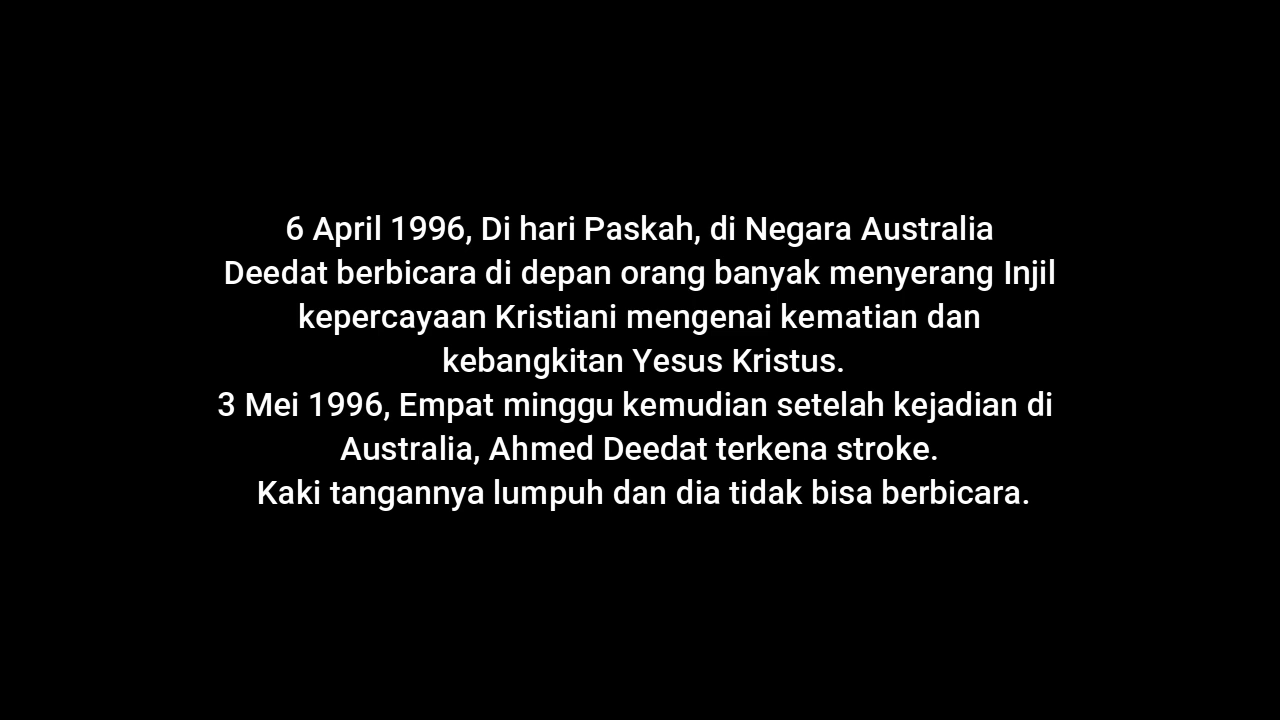 6 April 1996, Di hari Paskah, di Negara Australia
Deedat berbicara di depan orang banyak menyerang Injil
kepercayaan Kristiani mengenai kematian dan
kebangkitan Yesus Kristus.
3 Mei 1996, Empat minggu kemudian setelah kejadian di
Australia, Ahmed Deedat terkena stroke.
Kaki tangannya lumpuh dan dia tidak bisa berbicara.